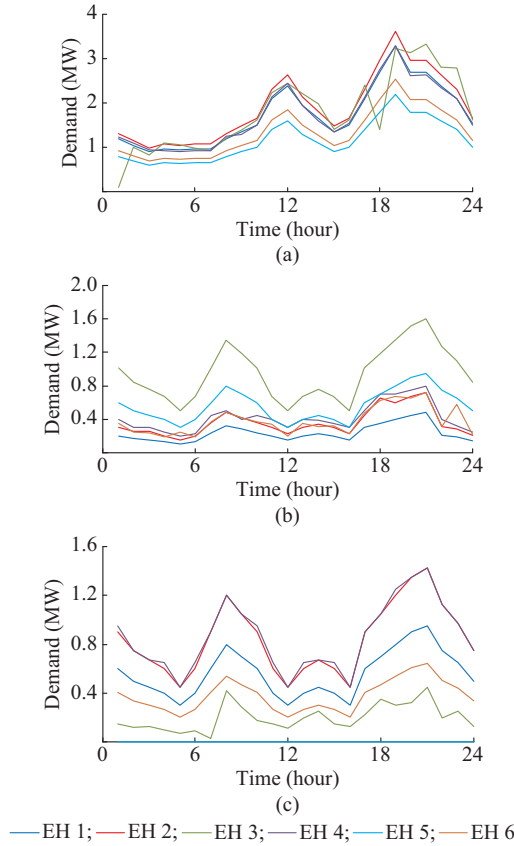 4
3
2
1
Demand (MW)
0 6 12 18 24
Time (hour)
(a)
2.0
1.6
1.2
0.8
0.4
Demand (MW)
0 6 12 18 24
Time (hour)
(b)
1.6
1.2
0.8
0.4
Demand (MW)
0 6 12 18 24
Time (hour)
(c)
EH 1; EH 2; EH 3; EH 4; EH 5; EH 6